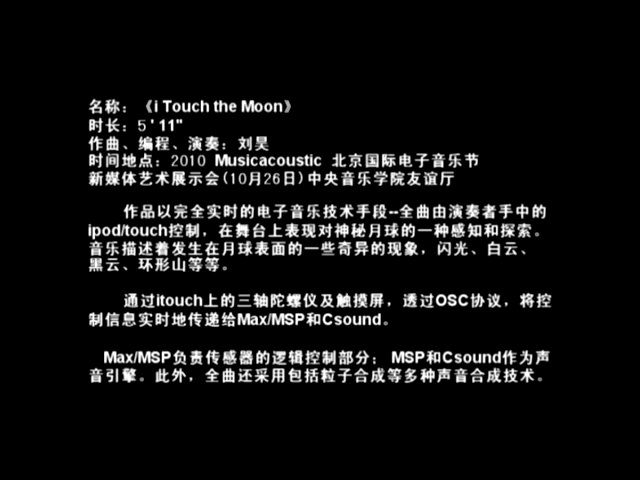 名称：《i Touch the Moon》
时长：5 ' 11"
作曲、编程、演奏：刘昊
时间地点：2010 Musicacoustic 北京国际电子音乐节
新媒体艺术展示会(10月26日)中央音乐学院友谊厅
作品以完全实时的电子音乐技术手段--全曲由演奏者手中的
ipod/touch控制，在舞台上表现对神秘月球的一种感知和探索。
音乐描述着发生在月球表面的一些奇异的现象，闪光、白云、
黑云、环形山等等。
通过itouch上的三轴陀螺仪及触摸屏，透过OSC协议，将控
制信息实时地传递给Max/MSP和Csound。
Max/MSP负责传感器的逻辑控制部分； MSP和Csound作为声
音引擎。此外，全曲还采用包括粒子合成等多种声音合成技术。